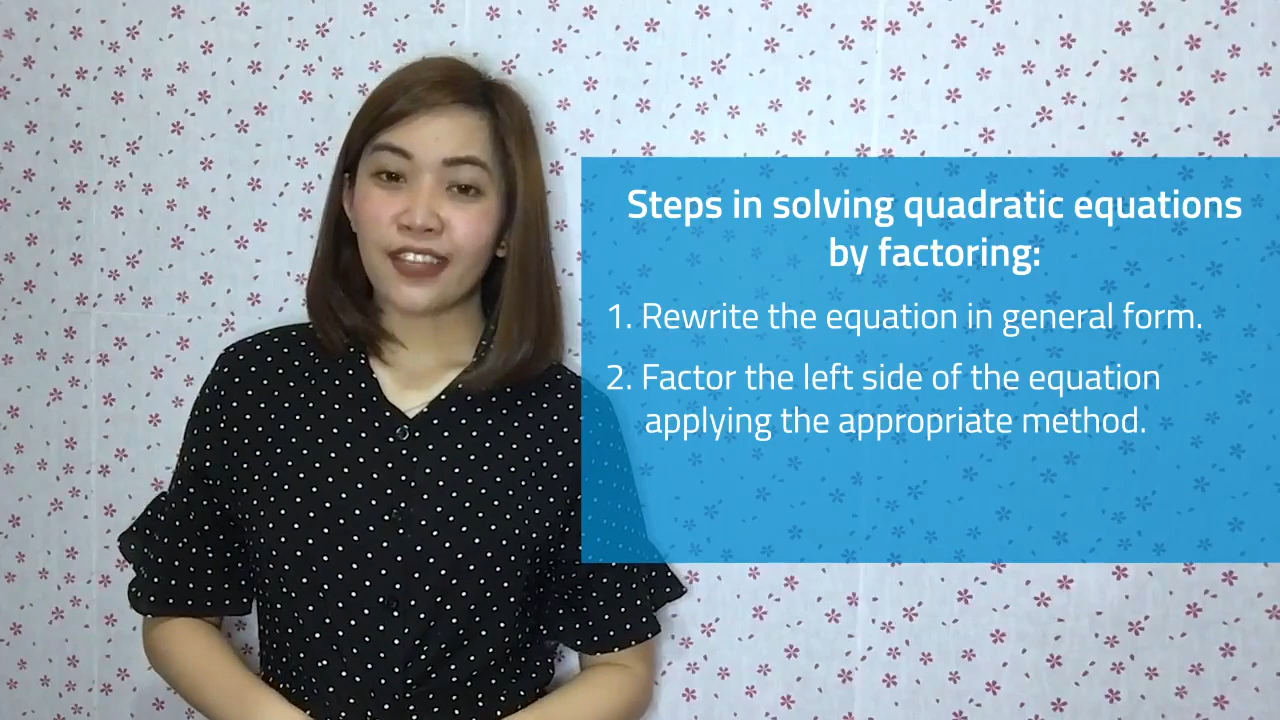 Steps in solving quadratic equations
by factoring:
1. Rewrite the equation in general form.
2. Factor the left side of the equation
applying the appropriate method.